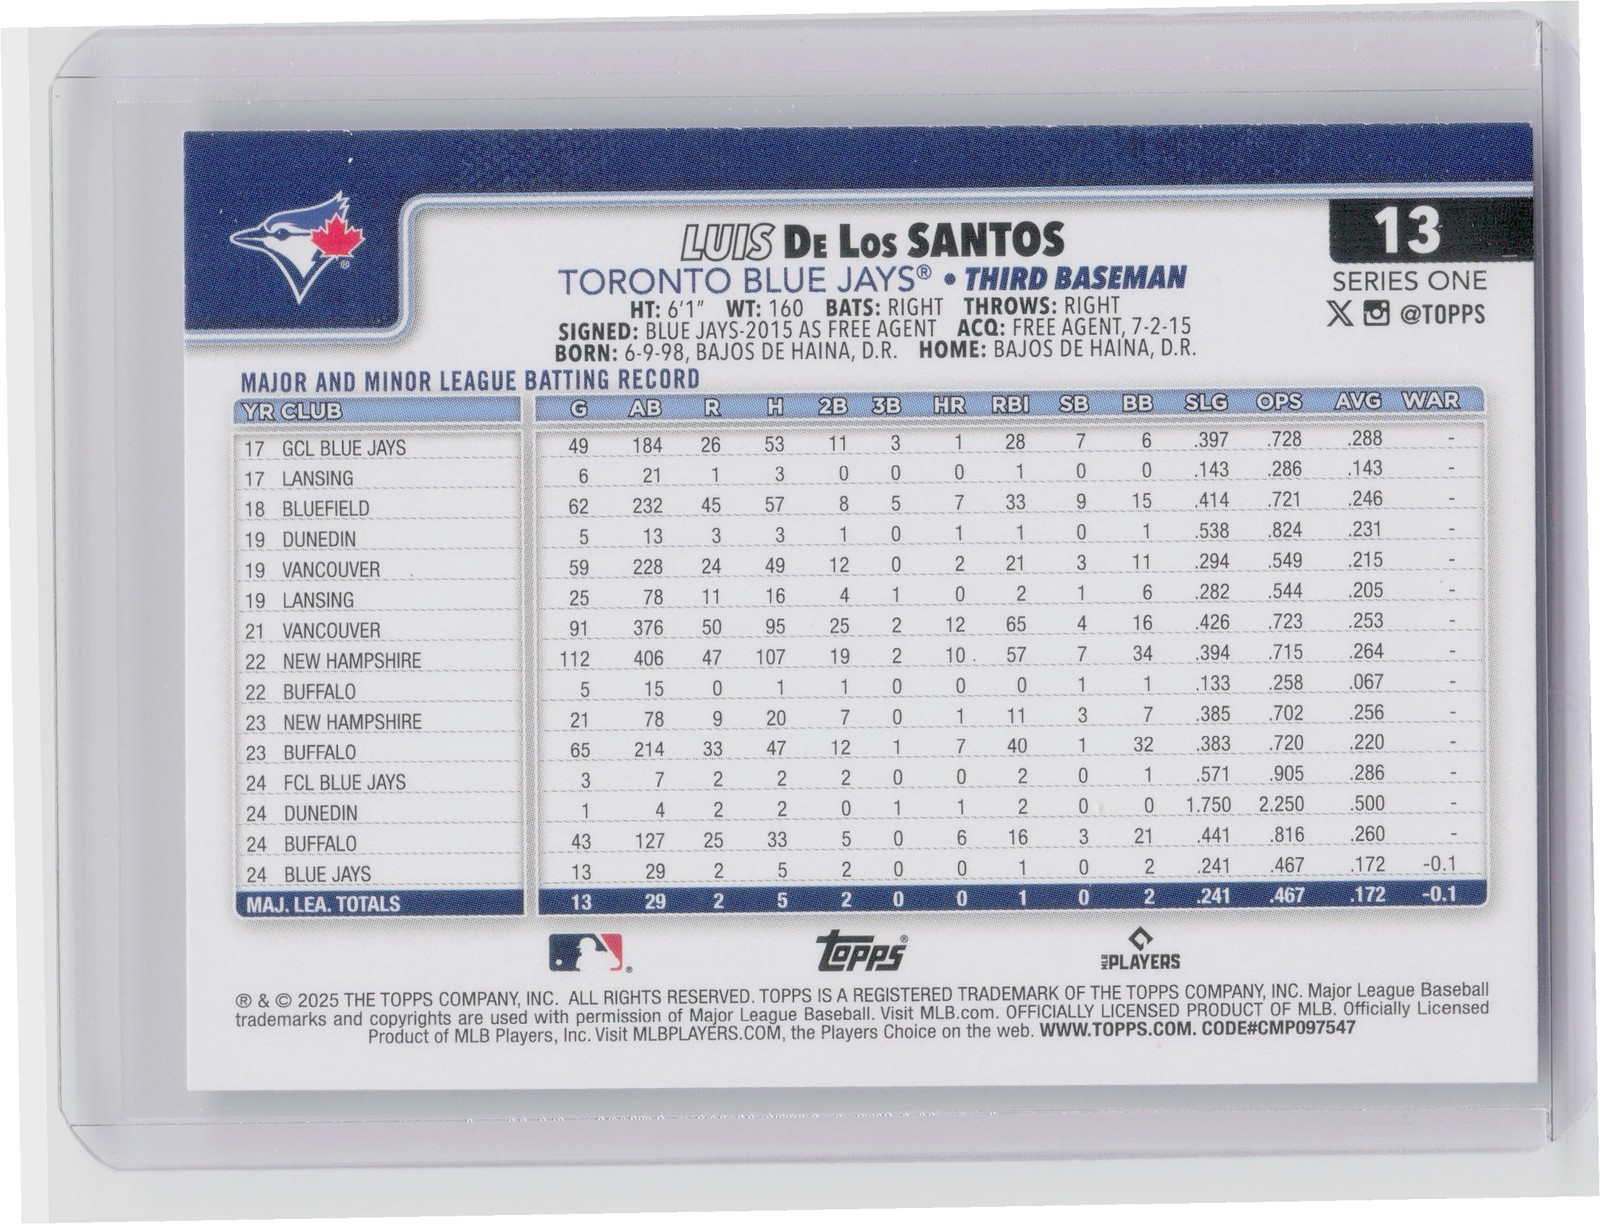 13
LUIS DE LOS SANTOS
TORONTO BLUE JAYS® • THIRD BASEMAN
SERIES ONE
HT: 6'1" WT: 160 BATS: RIGHT THROWS: RIGHT
X @TOPPS
SIGNED: BLUE JAYS-2015 AS FREE AGENT ACQ: FREE AGENT, 7-2-15
BORN: 6-9-98, BAJOS DE HAINA, D.R. HOME: BAJOS DE HAINA, D.R.
MAJOR AND MINOR LEAGUE BATTING RECORD
YR CLUB G AB R H 2B 3B HR RBI SB BB SLG OPS AVG WAR
17 GCL BLUE JAYS 49 184 26 53 11 3 1 28 7 6 .397 .728 .288 -
17 LANSING 6 21 1 3 0 0 0 1 0 0 .143 .286 .143 -
18 BLUEFIELD 62 232 45 57 8 5 7 33 9 15 .414 .721 .246 -
19 DUNEDIN 5 13 3 3 1 0 1 1 0 1 .538 .824 .231 -
19 VANCOUVER 59 228 24 49 12 0 2 21 3 11 .294 .549 .215 -
19 LANSING 25 78 11 16 4 1 0 2 1 6 .282 .544 .205 -
21 VANCOUVER 91 376 50 95 25 2 12 65 4 16 .426 .723 .253 -
22 NEW HAMPSHIRE 112 406 47 107 19 2 10 57 7 34 .394 .715 .264 -
22 BUFFALO 5 15 0 1 1 0 0 0 1 1 .133 .258 .067 -
23 NEW HAMPSHIRE 21 78 9 20 7 0 1 11 3 7 .385 .702 .256 -
23 BUFFALO 65 214 33 47 12 1 7 40 1 32 .383 .720 .220 -
24 FCL BLUE JAYS 3 7 2 2 2 0 0 2 0 1 .571 .905 .286 -
24 DUNEDIN 1 4 2 2 0 1 1 2 0 0 1.750 2.250 .500 -
24 BUFFALO 43 127 25 33 5 0 6 16 3 21 .441 .816 .260 -
24 BLUE JAYS 13 29 2 5 2 0 0 1 0 2 .241 .467 .172 -0.1
MAJ. LEA. TOTALS 13 29 2 5 2 0 0 1 0 2 .241 .467 .172 -0.1
TOPPS® MLB PLAYERS
® & © 2025 THE TOPPS COMPANY, INC. ALL RIGHTS RESERVED. TOPPS IS A REGISTERED TRADEMARK OF THE TOPPS COMPANY, INC. Major League Baseball
trademarks and copyrights are used with permission of Major League Baseball. Visit MLB.com. OFFICIALLY LICENSED PRODUCT OF MLB. Officially Licensed
Product of MLB Players, Inc. Visit MLBPLAYERS.COM, the Players Choice on the web. WWW.TOPPS.COM. CODE#CMP097547